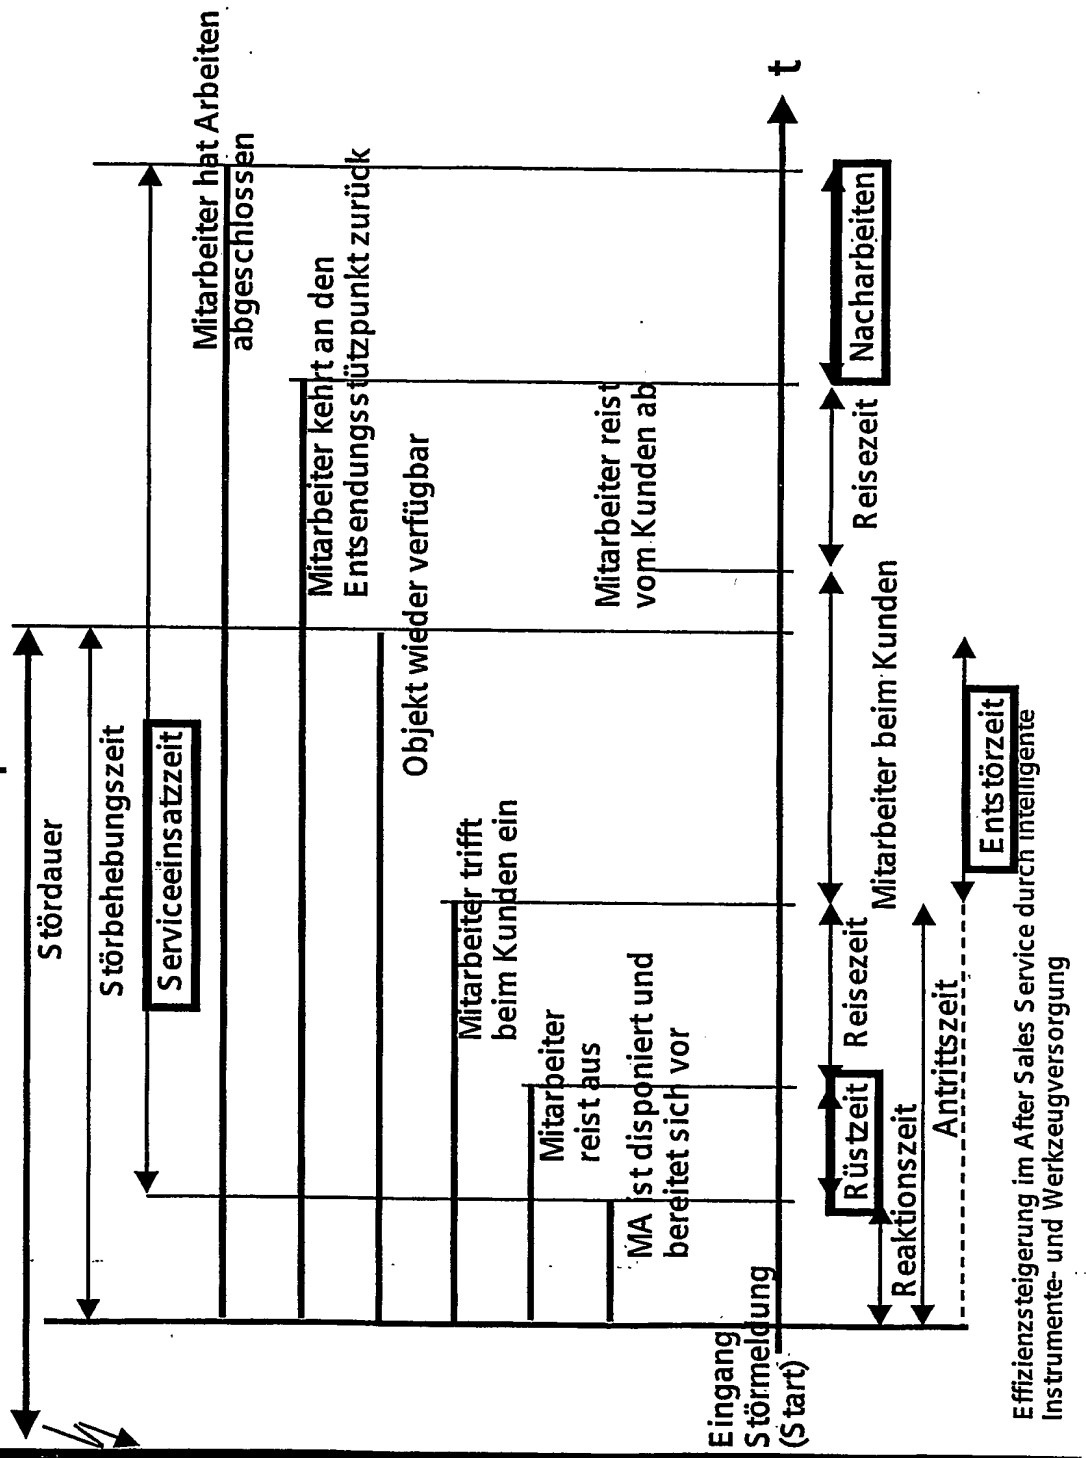 Stördauer
Störbehebungszeit
Serviceeinsatzzeit
Mitarbeiter hat Arbeiten
abgeschlossen
Mitarbeiter kehrt an den
Entsendungsstützpunkt zurück
Objekt wieder verfügbar
Mitarbeiter trifft
beim Kunden ein
Mitarbeiter
reist aus
MA ist disponiert und
bereitet sich vor
Mitarbeiter reist
vom Kunden ab
Eingang
Störmeldung
(Start)
t
Rüstzeit
Reisezeit
Mitarbeiter beim Kunden
Reisezeit
Nacharbeiten
Reaktionszeit
Antrittszeit
Entstörzeit
Effizienzsteigerung im After Sales Service durch intelligente
Instrumente- und Werkzeugversorgung